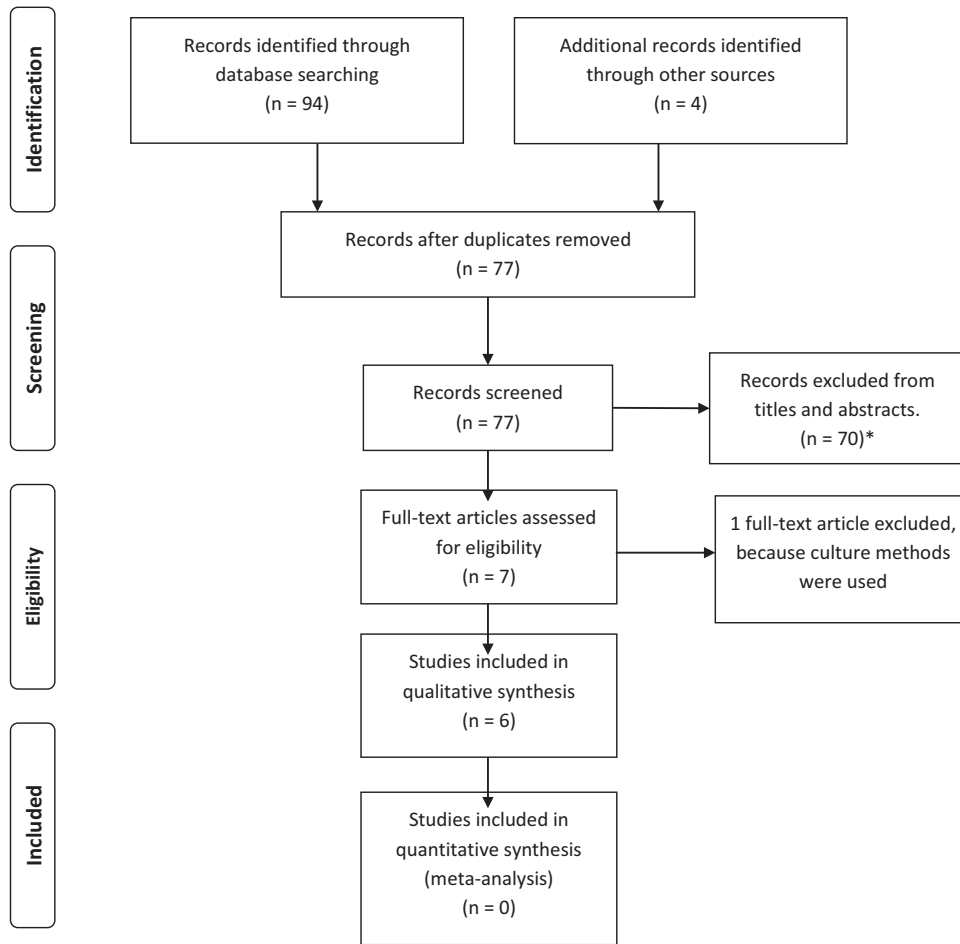 Identification
Records identified through
database searching
(n = 94)
Additional records identified
through other sources
(n = 4)
Records after duplicates removed
(n = 77)
Screening
Records screened
(n = 77)
Records excluded from
titles and abstracts.
(n = 70)*
Eligibility
Full-text articles assessed
for eligibility
(n = 7)
1 full-text article excluded,
because culture methods
were used
Studies included in
qualitative synthesis
(n = 6)
Included
Studies included in
quantitative synthesis
(meta-analysis)
(n = 0)